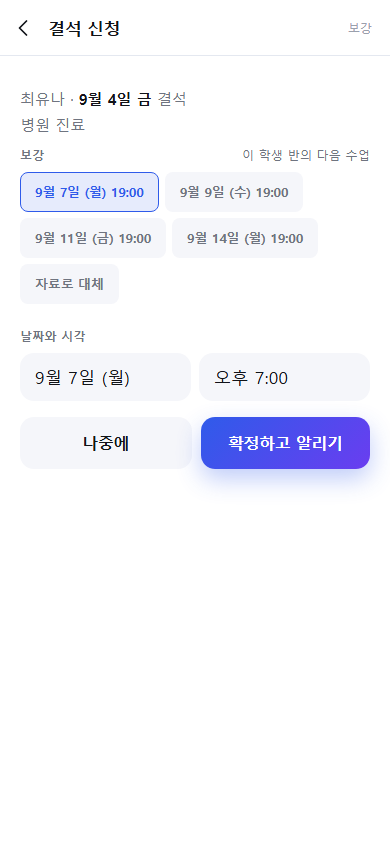 결석 신청 보강
최유나 · 9월 4일 금 결석
병원 진료
보강 이 학생 반의 다음 수업
9월 7일 (월) 19:00 9월 9일 (수) 19:00
9월 11일 (금) 19:00 9월 14일 (월) 19:00
자료로 대체
날짜와 시각
9월 7일 (월) 오후 7:00
나중에 확정하고 알리기